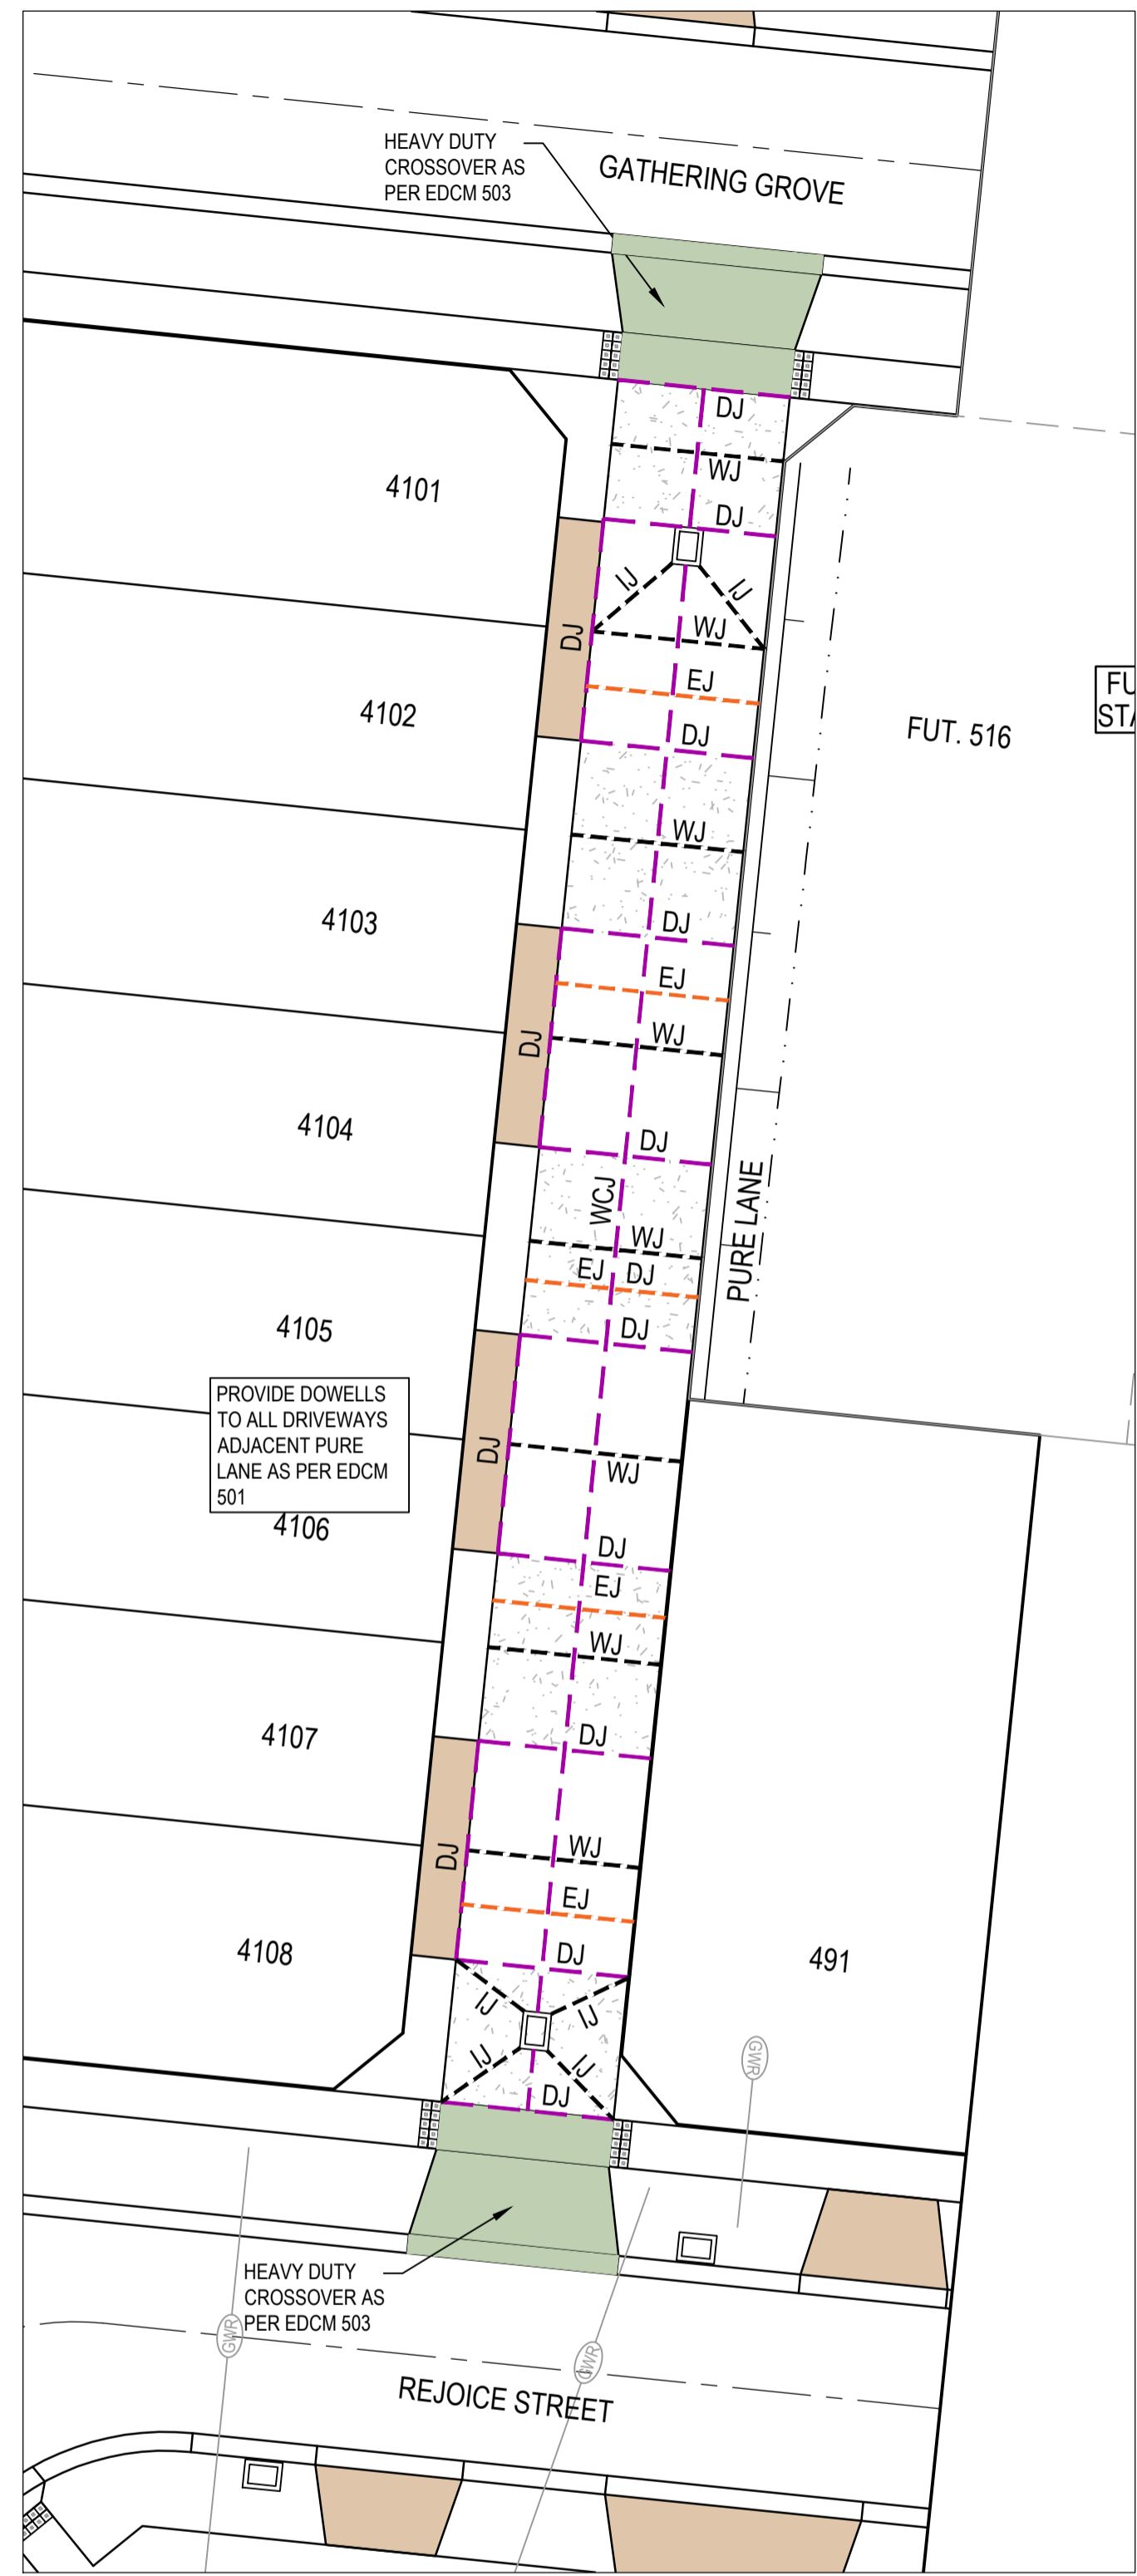 HEAVY DUTY
CROSSOVER AS
PER EDCM 503
GATHERING GROVE
DJ
WJ
4101
DJ
IJ
IJ
WJ
DJ
EJ
4102
DJ
FUT. 516
FU
STA
WJ
4103
DJ
EJ
WJ
DJ
4104
DJ
WCJ
PURE LANE
WJ
EJ DJ
4105
DJ
PROVIDE DOWELLS
TO ALL DRIVEWAYS
ADJACENT PURE
LANE AS PER EDCM
501
DJ
WJ
4106
DJ
EJ
WJ
4107
DJ
WJ
DJ
EJ
4108
DJ
491
IJ
IJ
IJ
IJ
GWR
DJ
HEAVY DUTY
CROSSOVER AS
PER EDCM 503
GWR
GWR
REJOICE STREET